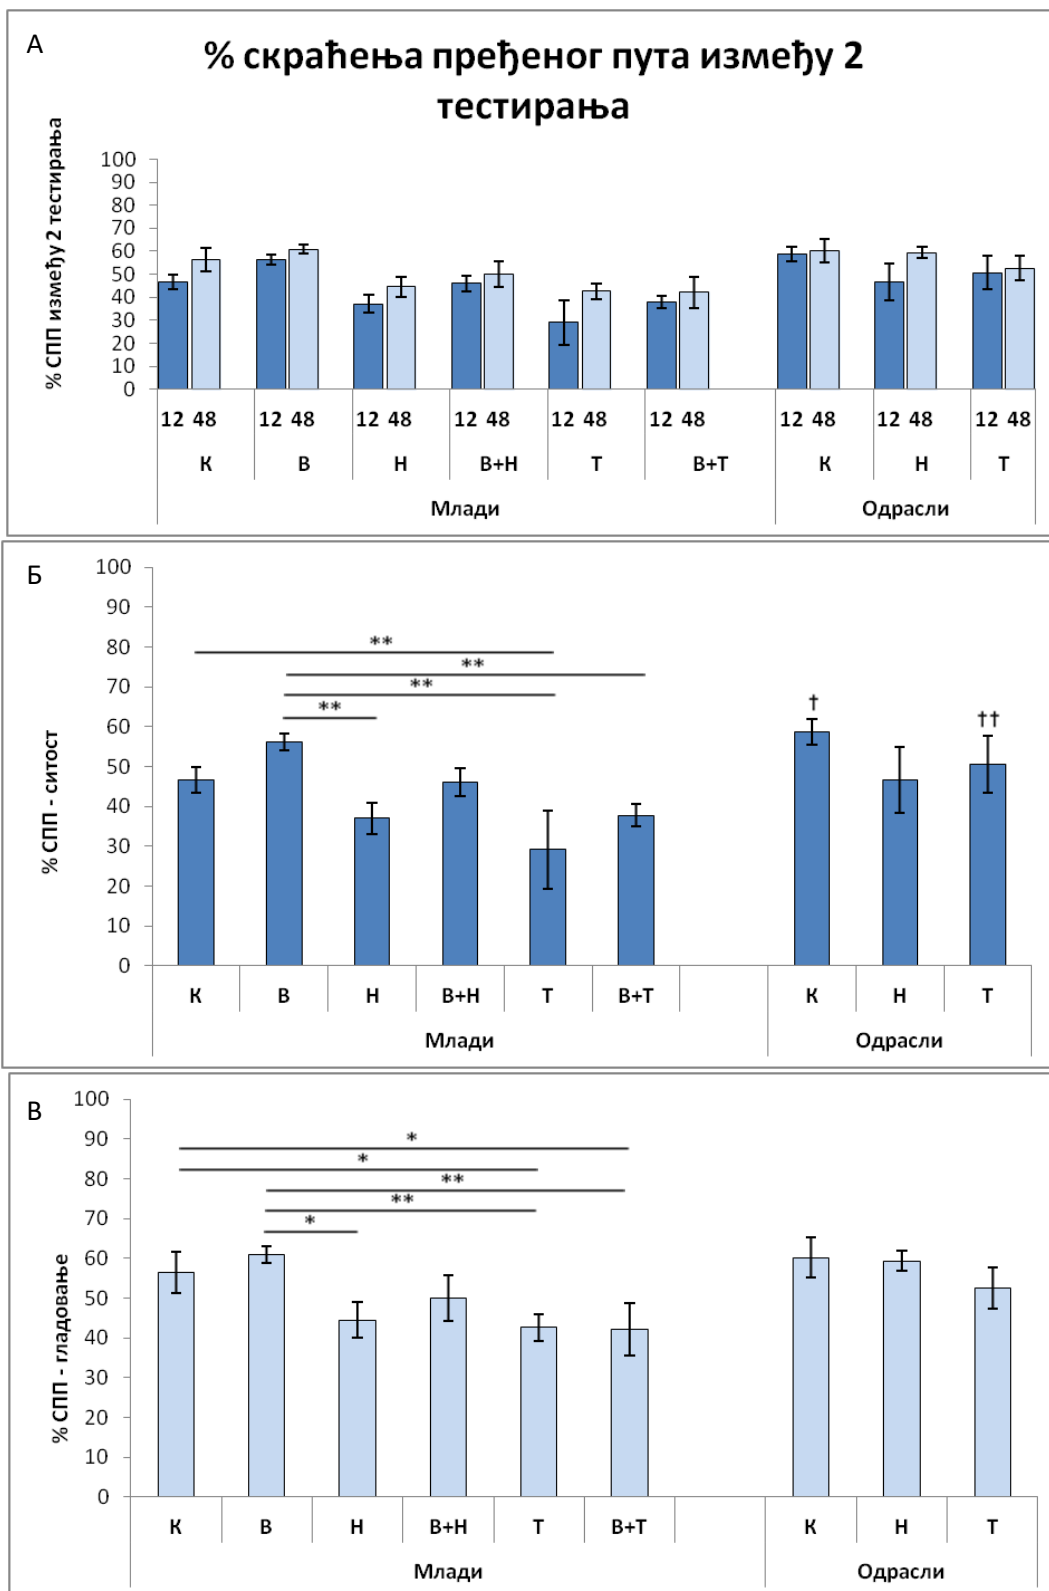 А
% скраћења пређеног пута између 2
тестирања
% СПП између 2 тестирања
100
90
80
70
60
50
40
30
20
10
0
12 48 12 48 12 48 12 48 12 48 12 48 12 48 12 48 12 48
К В Н В+Н Т В+Т К Н Т
Млади Одрасли
Б
% СПП - ситост
100
90
80
70
60
50
40
30
20
10
0
**
**
**
**
†
††
К В Н В+Н Т В+Т К Н Т
Млади Одрасли
В
% СПП - гладовање
100
90
80
70
60
50
40
30
20
10
0
*
*
**
**
*
К В Н В+Н Т В+Т К Н Т
Млади Одрасли